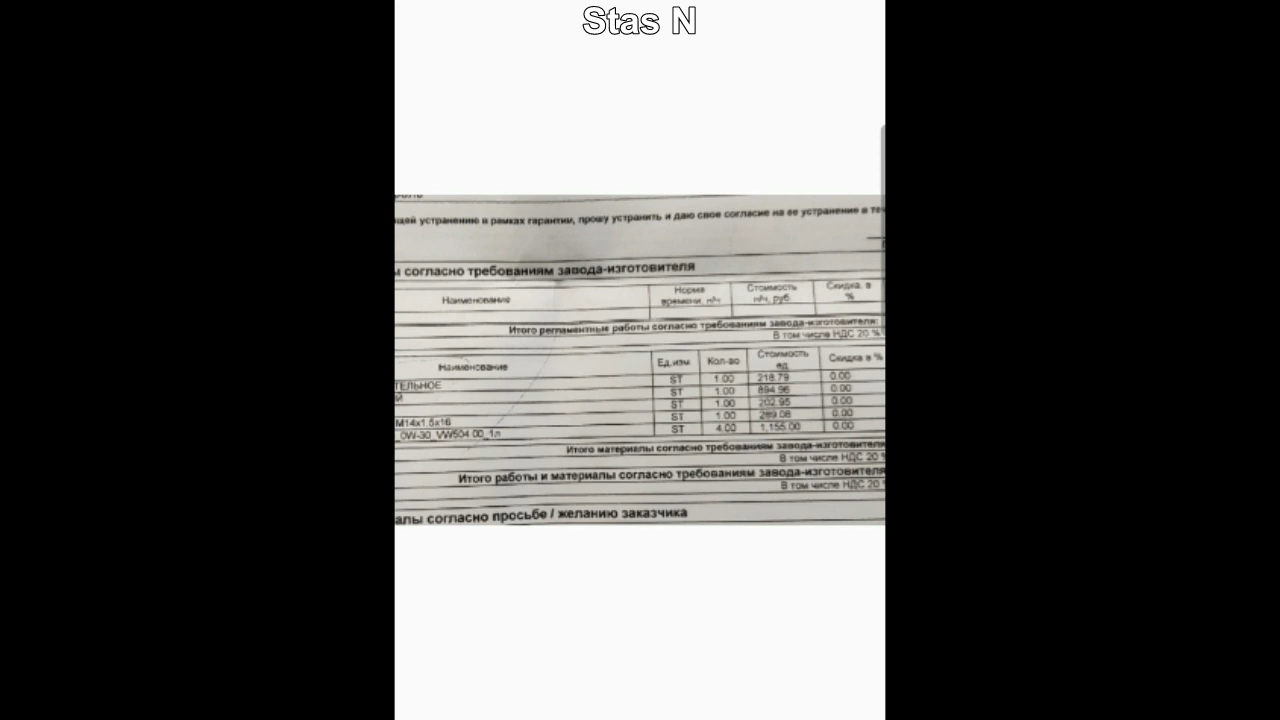 Stas N
щей устранению в рамках гарантии, прошу устранить и даю свое согласие на ее устранение в те
ы согласно требованиям завода-изготовителя
Наименование Норма времени, н/ч Стоимость н/ч, руб. Скидка, в %
Итого регламентные работы согласно требованиям завода-изготовителя:
В том числе НДС 20 %
Наименование Ед.изм. Кол-во Стоимость ед. Скидка в %
ТЕЛЬНОЕ ST 1.00 218.79 0.00
Й ST 1.00 894.96 0.00
ST 1.00 202.95 0.00
М14х1.5х16 ST 1.00 289.08 0.00
_0W-30_VW504 00_1л ST 4.00 1,155.00 0.00
Итого материалы согласно требованиям завода-изготовителя
В том числе НДС 20 %
Итого работы и материалы согласно требованиям завода-изготовителя
В том числе НДС 20 %
алы согласно просьбе / желанию заказчика